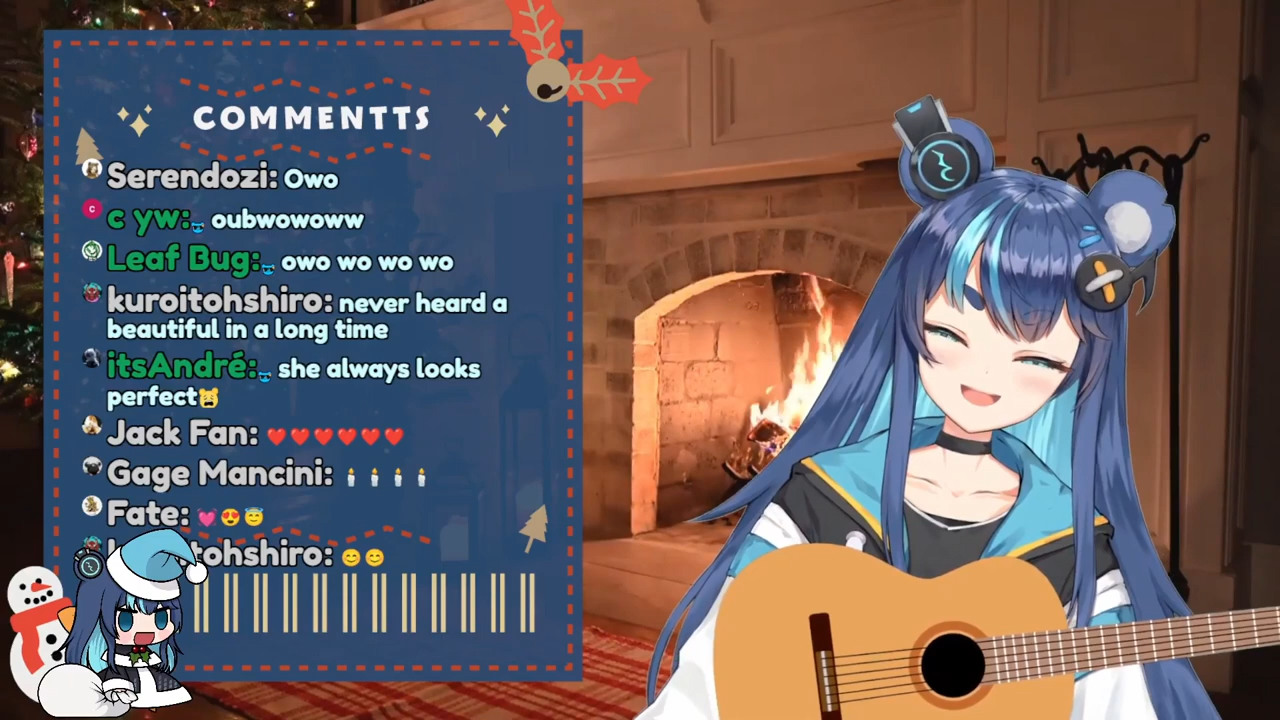 COMMENTTS
Serendozi: Owo
c yw: oubwowoww
Leaf Bug: owo wo wo wo
kuroitohshiro: never heard a
beautiful in a long time
itsAndré: she always looks
perfect😫
Jack Fan: ❤️❤️❤️❤️❤️❤️
Gage Mancini: 🕯️🕯️🕯️🕯️
Fate: 💓😍😇
tohshiro: 😊😊